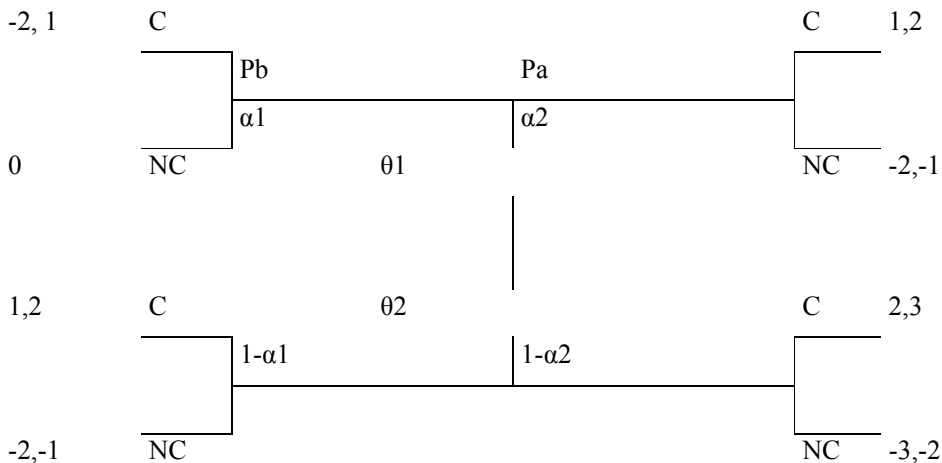 -2, 1 C C 1,2
Pb Pa
α1 α2
0 NC θ1 NC -2,-1
1,2 C θ2 C 2,3
1-α1 1-α2
-2,-1 NC NC -3,-2